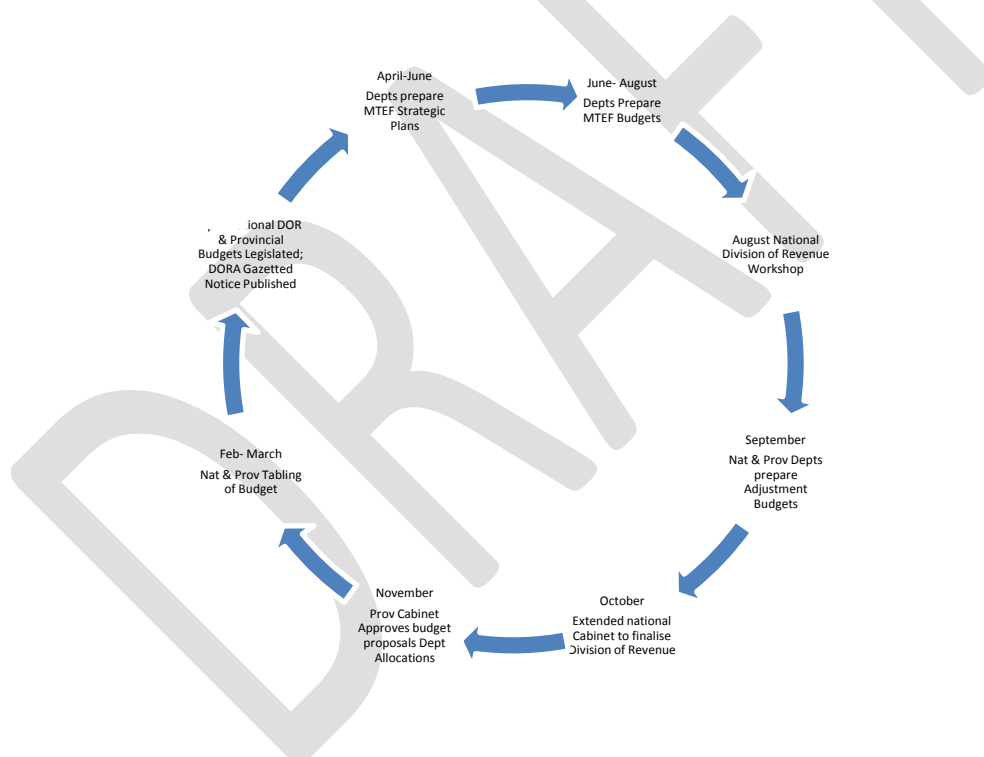 April-June
Depts prepare
MTEF Strategic
Plans
June- August
Depts Prepare
MTEF Budgets
August National
Division of Revenue
Workshop
September
Nat & Prov Depts
prepare
Adjustment
Budgets
October
Extended national
Cabinet to finalise
Division of Revenue
November
Prov Cabinet
Approves budget
proposals Dept
Allocations
Feb- March
Nat & Prov Tabling
of Budget
DOR
& Provincial
Budgets Legislated;
DORA Gazetted
Notice Published
DRAFT